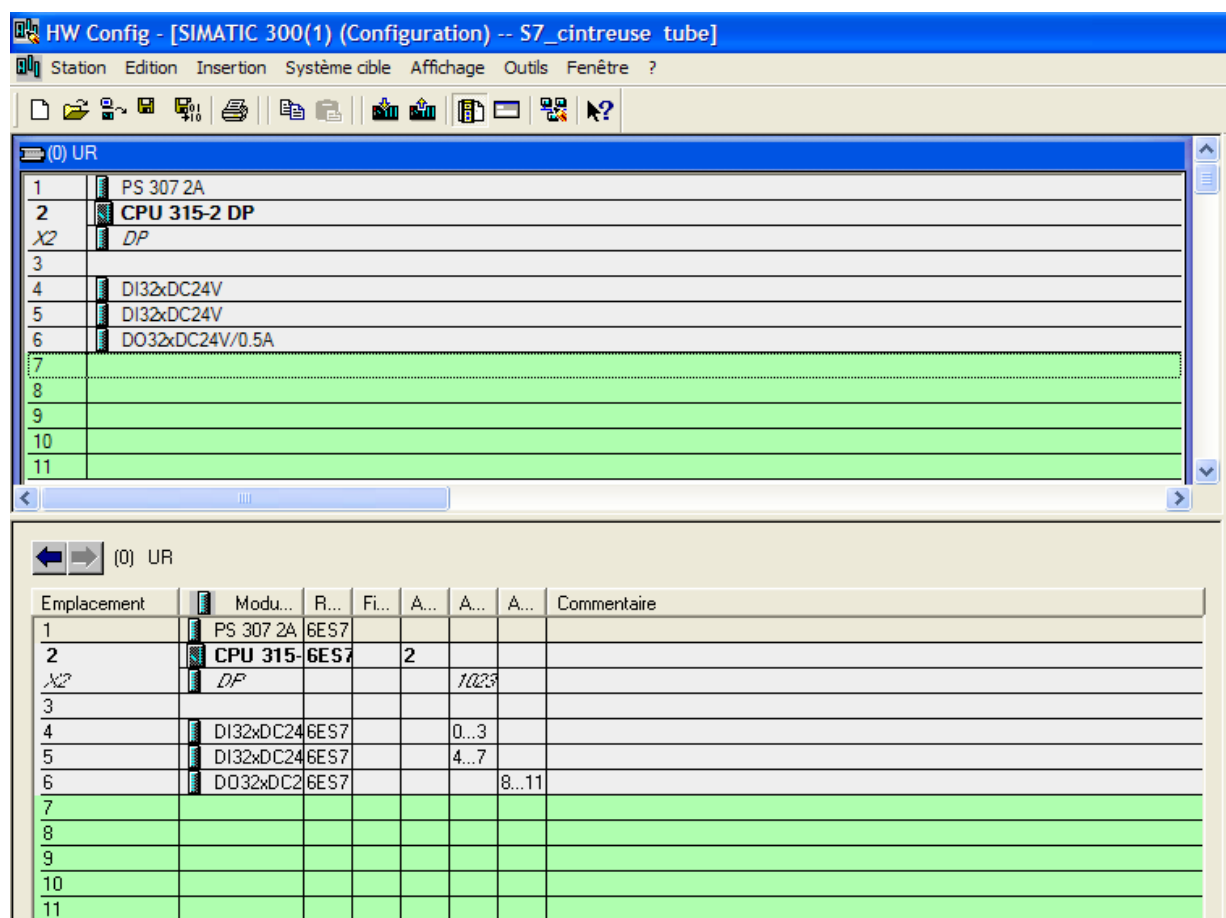 HW Config - [SIMATIC 300(1) (Configuration) -- S7_cintreuse tube]
Station Edition Insertion Système cible Affichage Outils Fenêtre ?
(0) UR
1 PS 307 2A
2 CPU 315-2 DP
X2 DP
3
4 DI32xDC24V
5 DI32xDC24V
6 DO32xDC24V/0.5A
7
8
9
10
11
(0) UR
Emplacement Modu... R... Fi... A... A... A... Commentaire
1 PS 307 2A 6ES7
2 CPU 315- 6ES7 2
X2 DP 1023
3
4 DI32xDC24 6ES7 0...3
5 DI32xDC24 6ES7 4...7
6 DO32xDC2 6ES7 8...11
7
8
9
10
11